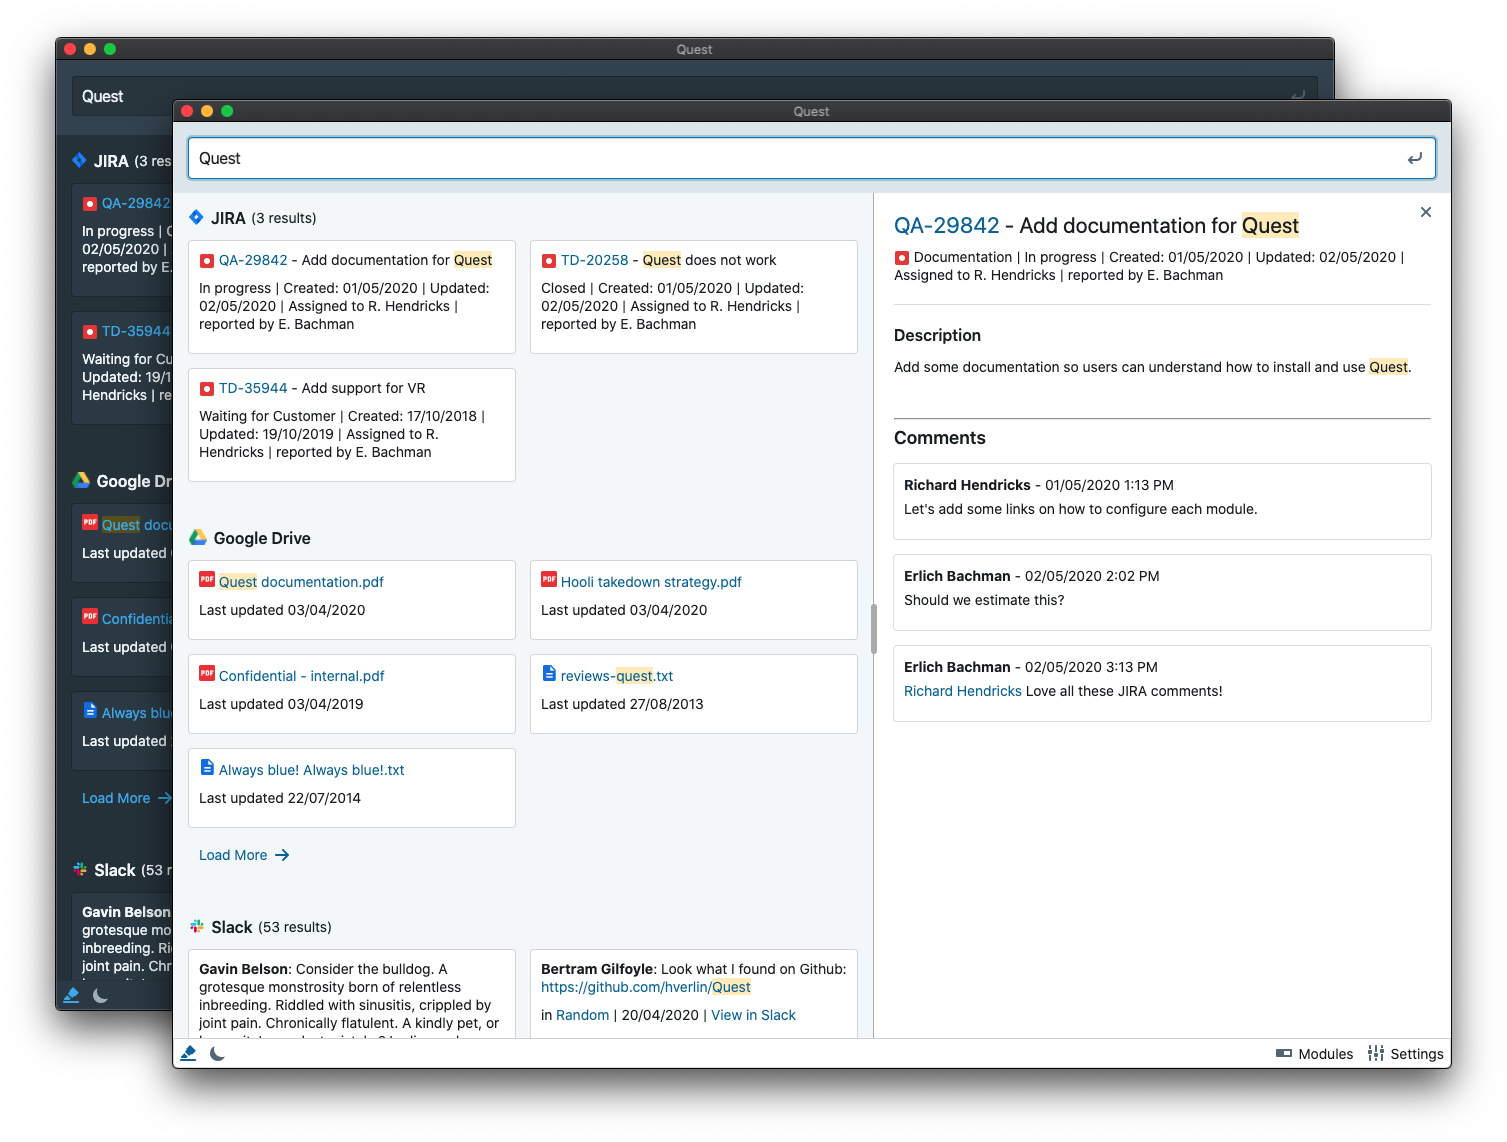 Quest
Quest
JIRA (3 res
QA-29842
In progress |
02/05/2020 |
reported by E.
TD-35944
Waiting for Cu
Updated: 19/1
Hendricks | re
Google Dr
PDF Quest docu
Last updated
PDF Confidentia
Last updated
Always blu
Last updated
Load More →
Slack (53 r
Gavin Belson
grotesque mo
inbreeding. Ri
joint pain. Chr
Quest
Quest
JIRA (3 results)
QA-29842 - Add documentation for Quest
In progress | Created: 01/05/2020 | Updated:
02/05/2020 | Assigned to R. Hendricks |
reported by E. Bachman
TD-20258 - Quest does not work
Closed | Created: 01/05/2020 | Updated:
02/05/2020 | Assigned to R. Hendricks |
reported by E. Bachman
TD-35944 - Add support for VR
Waiting for Customer | Created: 17/10/2018 |
Updated: 19/10/2019 | Assigned to R.
Hendricks | reported by E. Bachman
Google Drive
PDF Quest documentation.pdf
Last updated 03/04/2020
PDF Hooli takedown strategy.pdf
Last updated 03/04/2020
PDF Confidential - internal.pdf
Last updated 03/04/2019
reviews-quest.txt
Last updated 27/08/2013
Always blue! Always blue!.txt
Last updated 22/07/2014
Load More →
Slack (53 results)
Gavin Belson: Consider the bulldog. A
grotesque monstrosity born of relentless
inbreeding. Riddled with sinusitis, crippled by
joint pain. Chronically flatulent. A kindly pet, or
Bertram Gilfoyle: Look what I found on Github:
https://github.com/hverlin/Quest
in Random | 20/04/2020 | View in Slack
QA-29842 - Add documentation for Quest
Documentation | In progress | Created: 01/05/2020 | Updated: 02/05/2020 |
Assigned to R. Hendricks | reported by E. Bachman
Description
Add some documentation so users can understand how to install and use Quest.
Comments
Richard Hendricks - 01/05/2020 1:13 PM
Let's add some links on how to configure each module.
Erlich Bachman - 02/05/2020 2:02 PM
Should we estimate this?
Erlich Bachman - 02/05/2020 3:13 PM
Richard Hendricks Love all these JIRA comments!
Modules
Settings